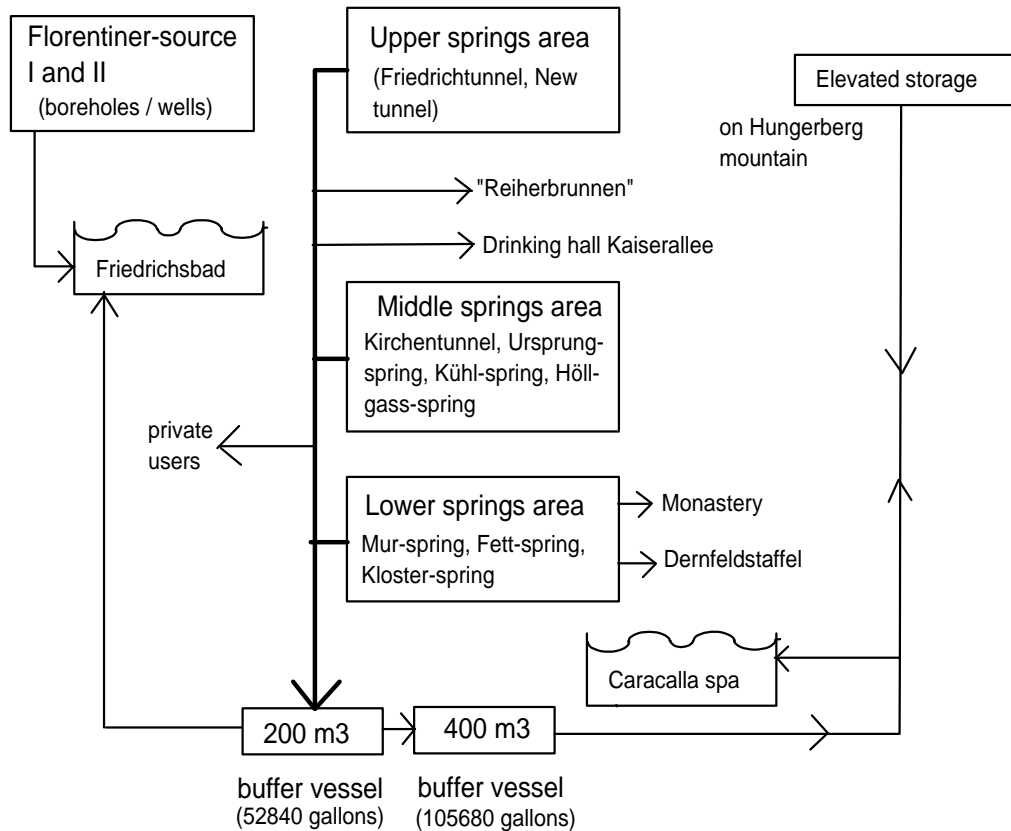 Florentiner-source
I and II
(boreholes / wells)
Upper springs area
(Friedrichtunnel, New
tunnel)
Elevated storage
on Hungerberg
mountain
"Reiherbrunnen"
Drinking hall Kaiserallee
Friedrichsbad
Middle springs area
Kirchentunnel, Ursprung-
spring, Kühl-spring, Höll-
gass-spring
private
users
Lower springs area
Mur-spring, Fett-spring,
Kloster-spring
Monastery
Dernfeldstaffel
Caracalla spa
200 m3
400 m3
buffer vessel
(52840 gallons)
buffer vessel
(105680 gallons)